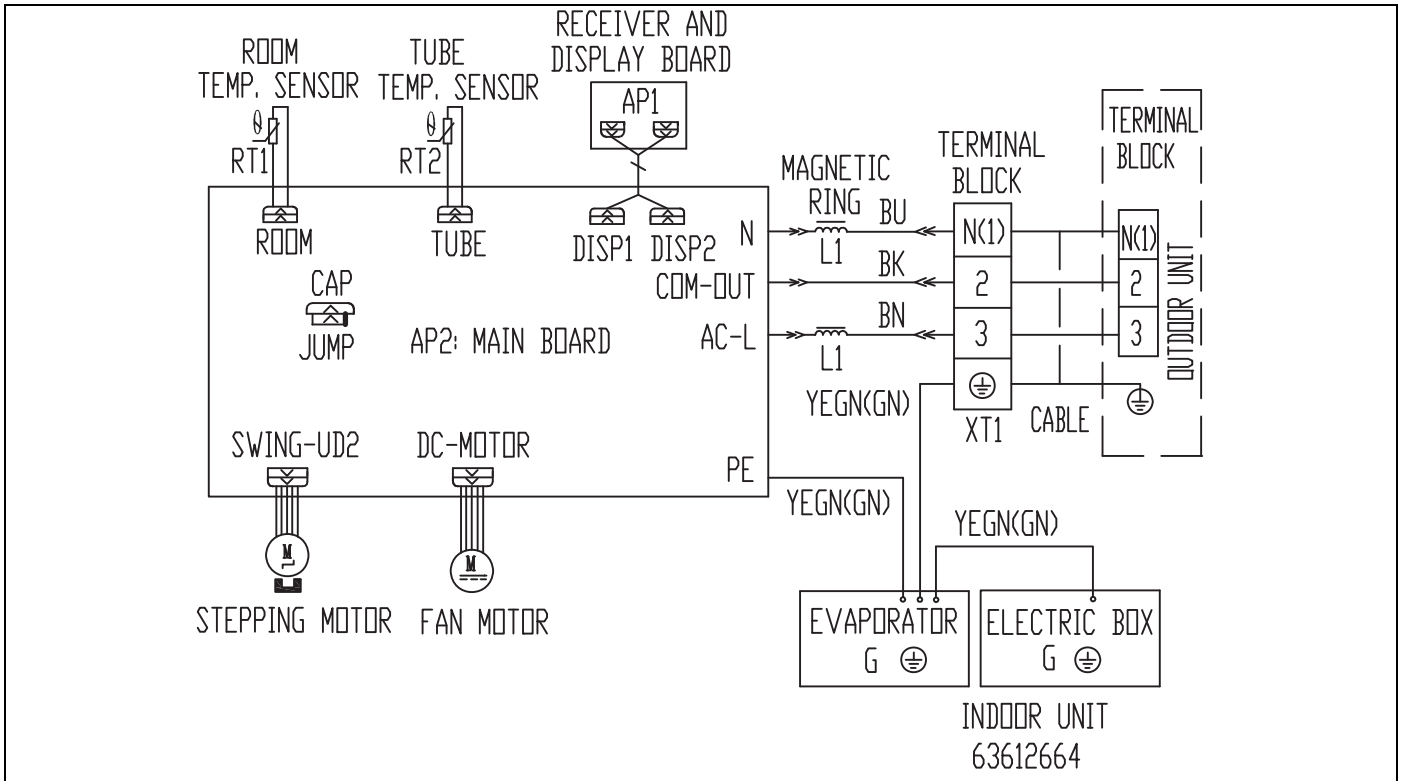 RECEIVER AND
DISPLAY BOARD
AP1
ROOM
TEMP. SENSOR
θ
RT1
TUBE
TEMP. SENSOR
θ
RT2
ROOM
TUBE
DISP1
DISP2
CAP
JUMP
AP2: MAIN BOARD
N
COM-OUT
AC-L
PE
SWING-UD2
DC-MOTOR
M
STEPPING MOTOR
M
FAN MOTOR
MAGNETIC
RING
L1
BU
BK
BN
L1
YEGN(GN)
TERMINAL
BLOCK
N(1)
2
3
XT1
CABLE
TERMINAL
BLOCK
N(1)
2
3
OUTDOOR UNIT
YEGN(GN)
YEGN(GN)
EVAPORATOR
G
ELECTRIC BOX
G
INDOOR UNIT
63612664